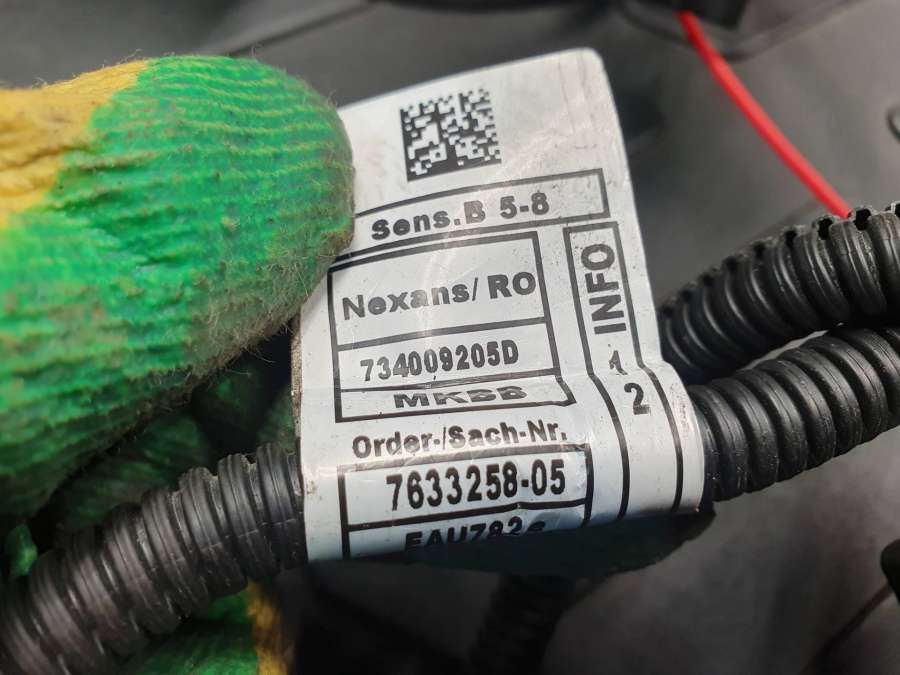 Sens.B 5-8
Nexans/RO
734009205D
MKBB
Order-/Sach-Nr.
7633258-05
INFO
1
2